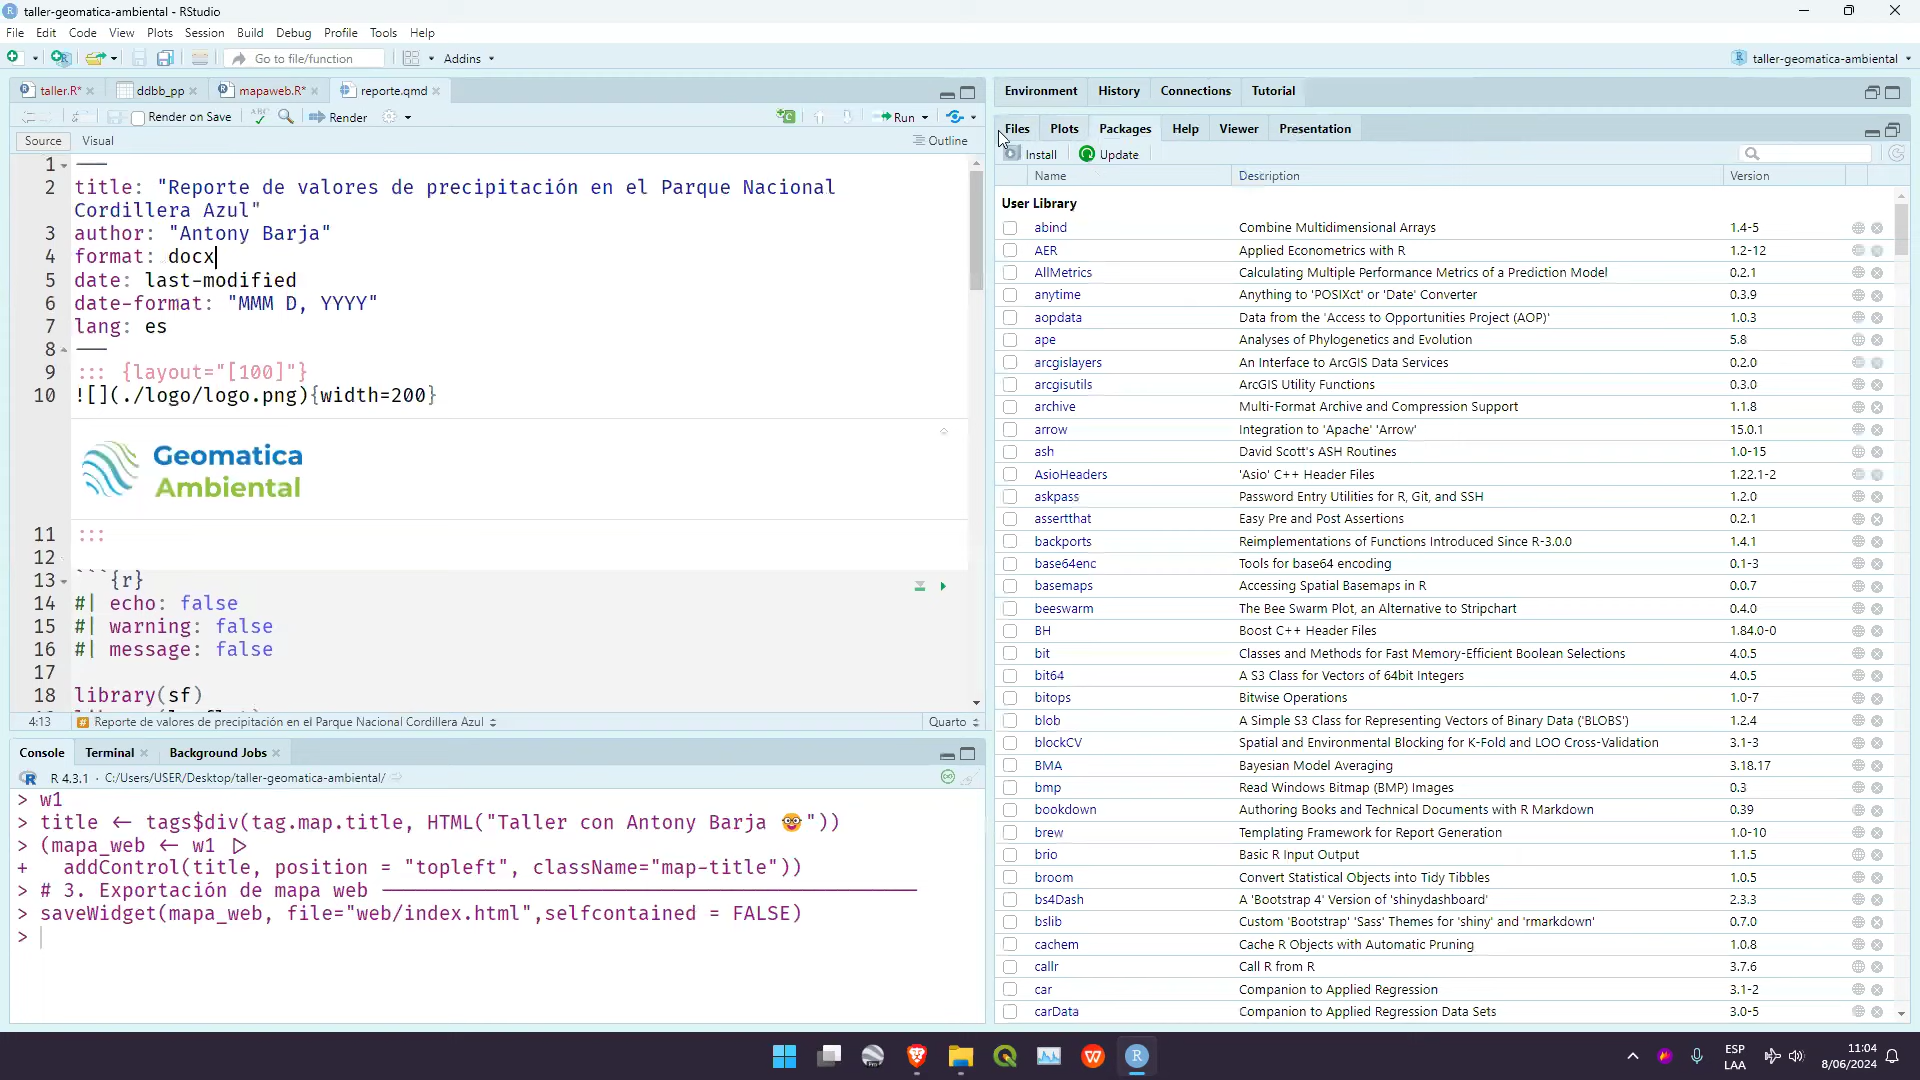 taller-geomatica-ambiental - RStudio
File Edit Code View Plots Session Build Debug Profile Tools Help
Go to file/function Addins taller-geomatica-ambiental
taller.R* ddbb_pp mapaweb.R* reporte.qmd
Render on Save ABC Render Run
Source Visual Outline
1 ---
2 title: "Reporte de valores de precipitación en el Parque Nacional
Cordillera Azul"
3 author: "Antony Barja"
4 format: docx
5 date: last-modified
6 date-format: "MMM D, YYYY"
7 lang: es
8 ---
9 ::: {layout="[100]"}
10 ![](./logo/logo.png){width=200}
Geomatica
Ambiental
11 :::
12
13 ```{r}
14 #| echo: false
15 #| warning: false
16 #| message: false
17
18 library(sf)
4:13 Reporte de valores de precipitación en el Parque Nacional Cordillera Azul Quarto
Console Terminal Background Jobs
R 4.3.1 · C:/Users/USER/Desktop/taller-geomatica-ambiental/
> w1
> title <- tags$div(tag.map.title, HTML("Taller con Antony Barja 🤓"))
> (mapa_web <- w1 |>
+ addControl(title, position = "topleft", className="map-title"))
> # 3. Exportación de mapa web ----------------------------------------------
> saveWidget(mapa_web, file="web/index.html",selfcontained = FALSE)
>
Environment History Connections Tutorial
Files Plots Packages Help Viewer Presentation
Install Update
Name Description Version
User Library
abind Combine Multidimensional Arrays 1.4-5
AER Applied Econometrics with R 1.2-12
AllMetrics Calculating Multiple Performance Metrics of a Prediction Model 0.2.1
anytime Anything to 'POSIXct' or 'Date' Converter 0.3.9
aopdata Data from the 'Access to Opportunities Project (AOP)' 1.0.3
ape Analyses of Phylogenetics and Evolution 5.8
arcgislayers An Interface to ArcGIS Data Services 0.2.0
arcgisutils ArcGIS Utility Functions 0.3.0
archive Multi-Format Archive and Compression Support 1.1.8
arrow Integration to 'Apache' 'Arrow' 15.0.1
ash David Scott's ASH Routines 1.0-15
AsioHeaders 'Asio' C++ Header Files 1.22.1-2
askpass Password Entry Utilities for R, Git, and SSH 1.2.0
assertthat Easy Pre and Post Assertions 0.2.1
backports Reimplementations of Functions Introduced Since R-3.0.0 1.4.1
base64enc Tools for base64 encoding 0.1-3
basemaps Accessing Spatial Basemaps in R 0.0.7
beeswarm The Bee Swarm Plot, an Alternative to Stripchart 0.4.0
BH Boost C++ Header Files 1.84.0-0
bit Classes and Methods for Fast Memory-Efficient Boolean Selections 4.0.5
bit64 A S3 Class for Vectors of 64bit Integers 4.0.5
bitops Bitwise Operations 1.0-7
blob A Simple S3 Class for Representing Vectors of Binary Data ('BLOBS') 1.2.4
blockCV Spatial and Environmental Blocking for K-Fold and LOO Cross-Validation 3.1-3
BMA Bayesian Model Averaging 3.18.17
bmp Read Windows Bitmap (BMP) Images 0.3
bookdown Authoring Books and Technical Documents with R Markdown 0.39
brew Templating Framework for Report Generation 1.0-10
brio Basic R Input Output 1.1.5
broom Convert Statistical Objects into Tidy Tibbles 1.0.5
bs4Dash A 'Bootstrap 4' Version of 'shinydashboard' 2.3.3
bslib Custom 'Bootstrap' 'Sass' Themes for 'shiny' and 'rmarkdown' 0.7.0
cachem Cache R Objects with Automatic Pruning 1.0.8
callr Call R from R 3.7.6
car Companion to Applied Regression 3.1-2
carData Companion to Applied Regression Data Sets 3.0-5
ESP
LAA
11:04
8/06/2024